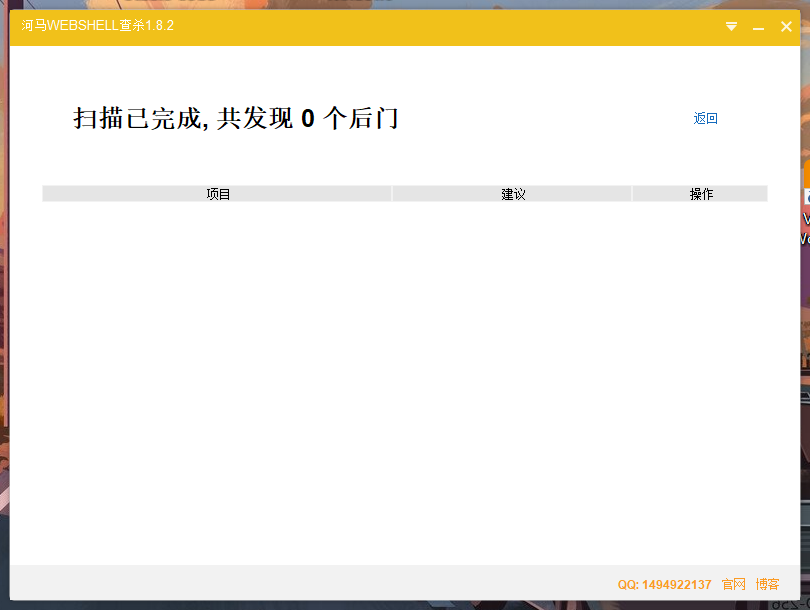 河马WEBSHELL查杀1.8.2
扫描已完成, 共发现 0 个后门
返回
项目 建议 操作
QQ: 1494922137 官网 博客